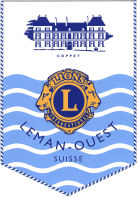 COPPET
LIONS
L
INTERNATIONAL
LEMAN-OUEST
SUISSE